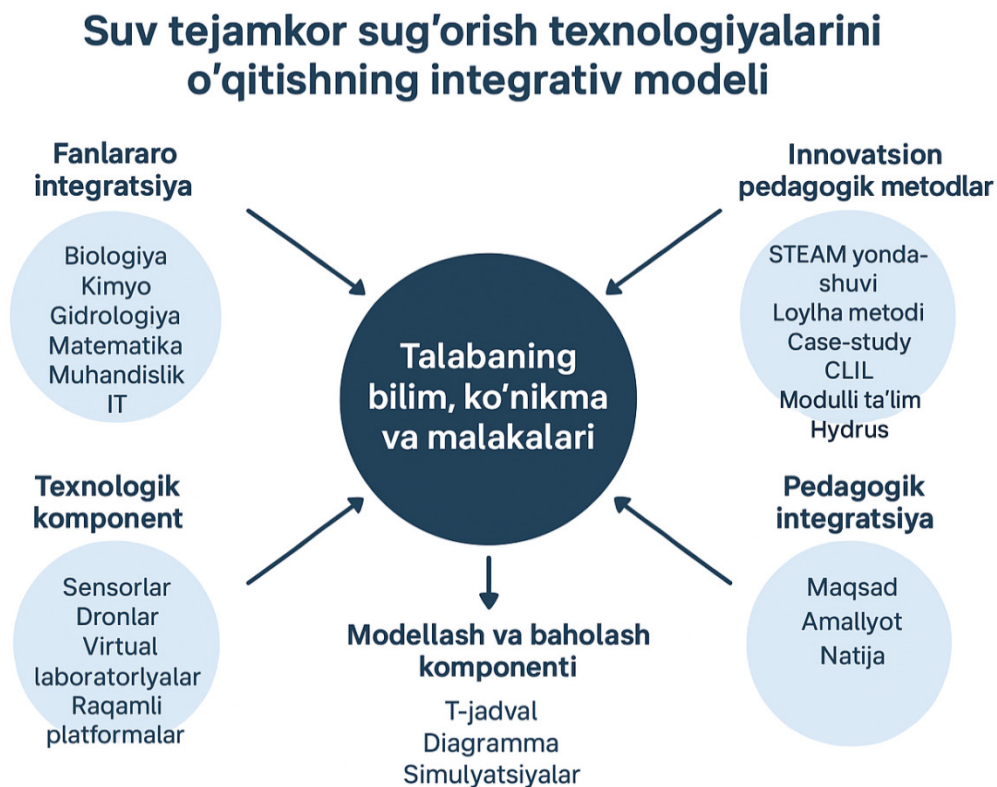 Suv tejamkor sug'orish texnologiyalarini
o'qitishning integrativ modeli
Fanlararo
integratsiya
Biologiya
Kimyo
Gidrologiya
Matematika
Muhandislik
IT
Innovatsion
pedagogik metodlar
STEAM yonda-
shuvi
Loylha metodi
Case-study
CLIL
Modulli ta'lim
Hydrus
Talabaning
bilim, ko'nikma
va malakalari
Texnologik
komponent
Sensorlar
Dronlar
Virtual
laboratorlyalar
Raqamli
platformalar
Pedagogik
integratsiya
Maqsad
Amallyot
Natija
Modellash va baholash
komponenti
T-jadval
Diagramma
Simulyatsiyalar